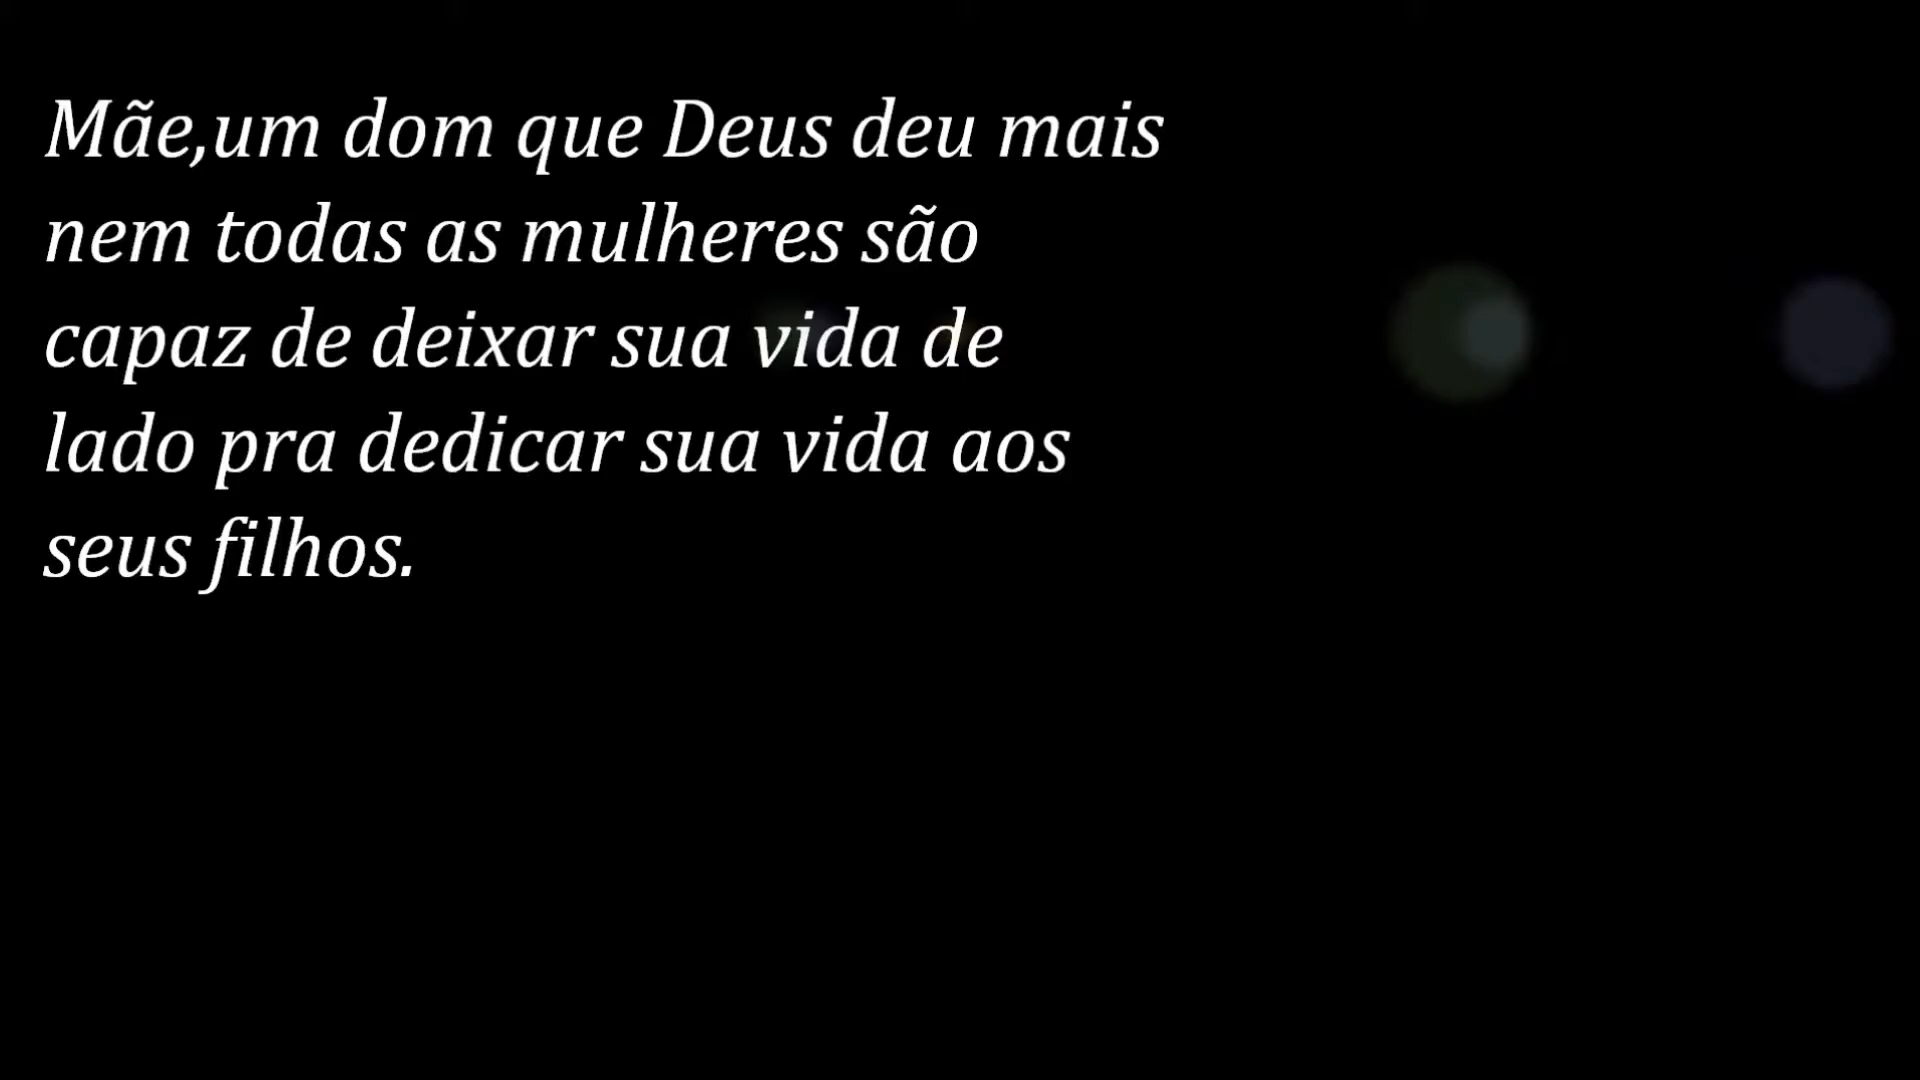 Mãe,um dom que Deus deu mais
nem todas as mulheres são
capaz de deixar sua vida de
lado pra dedicar sua vida aos
seus filhos.